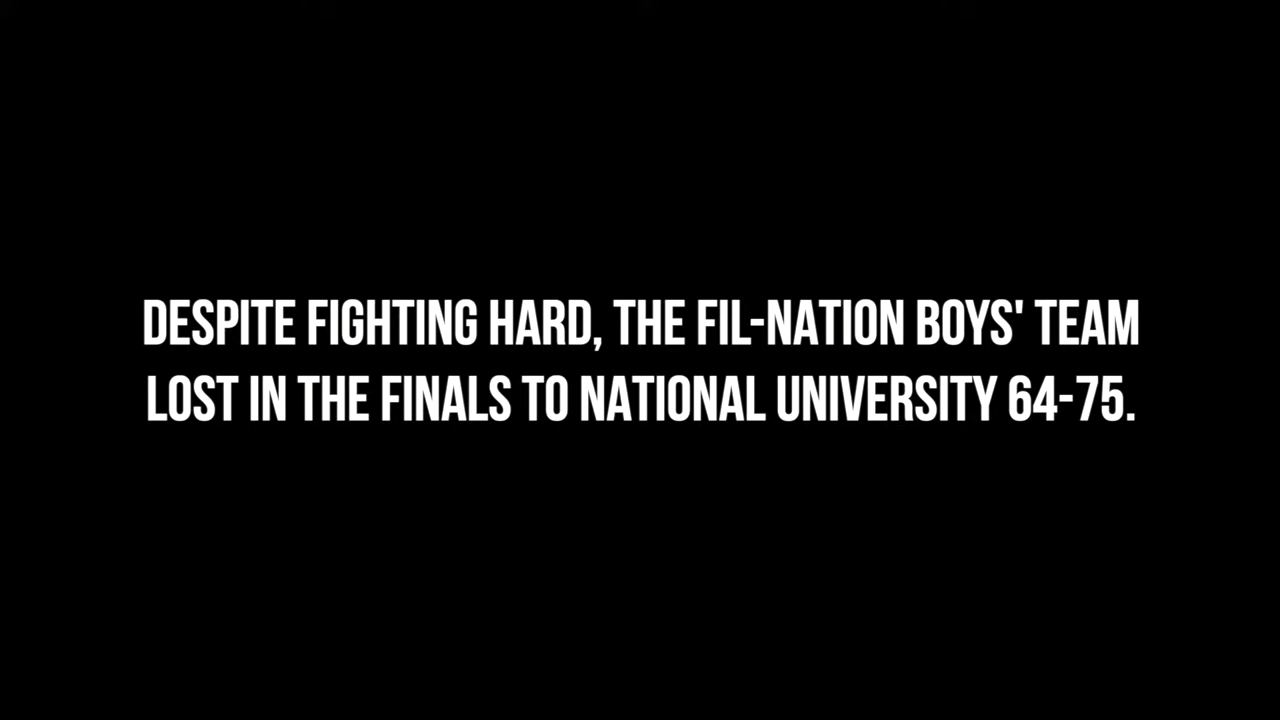 DESPITE FIGHTING HARD, THE FIL-NATION BOYS' TEAM
LOST IN THE FINALS TO NATIONAL UNIVERSITY 64-75.